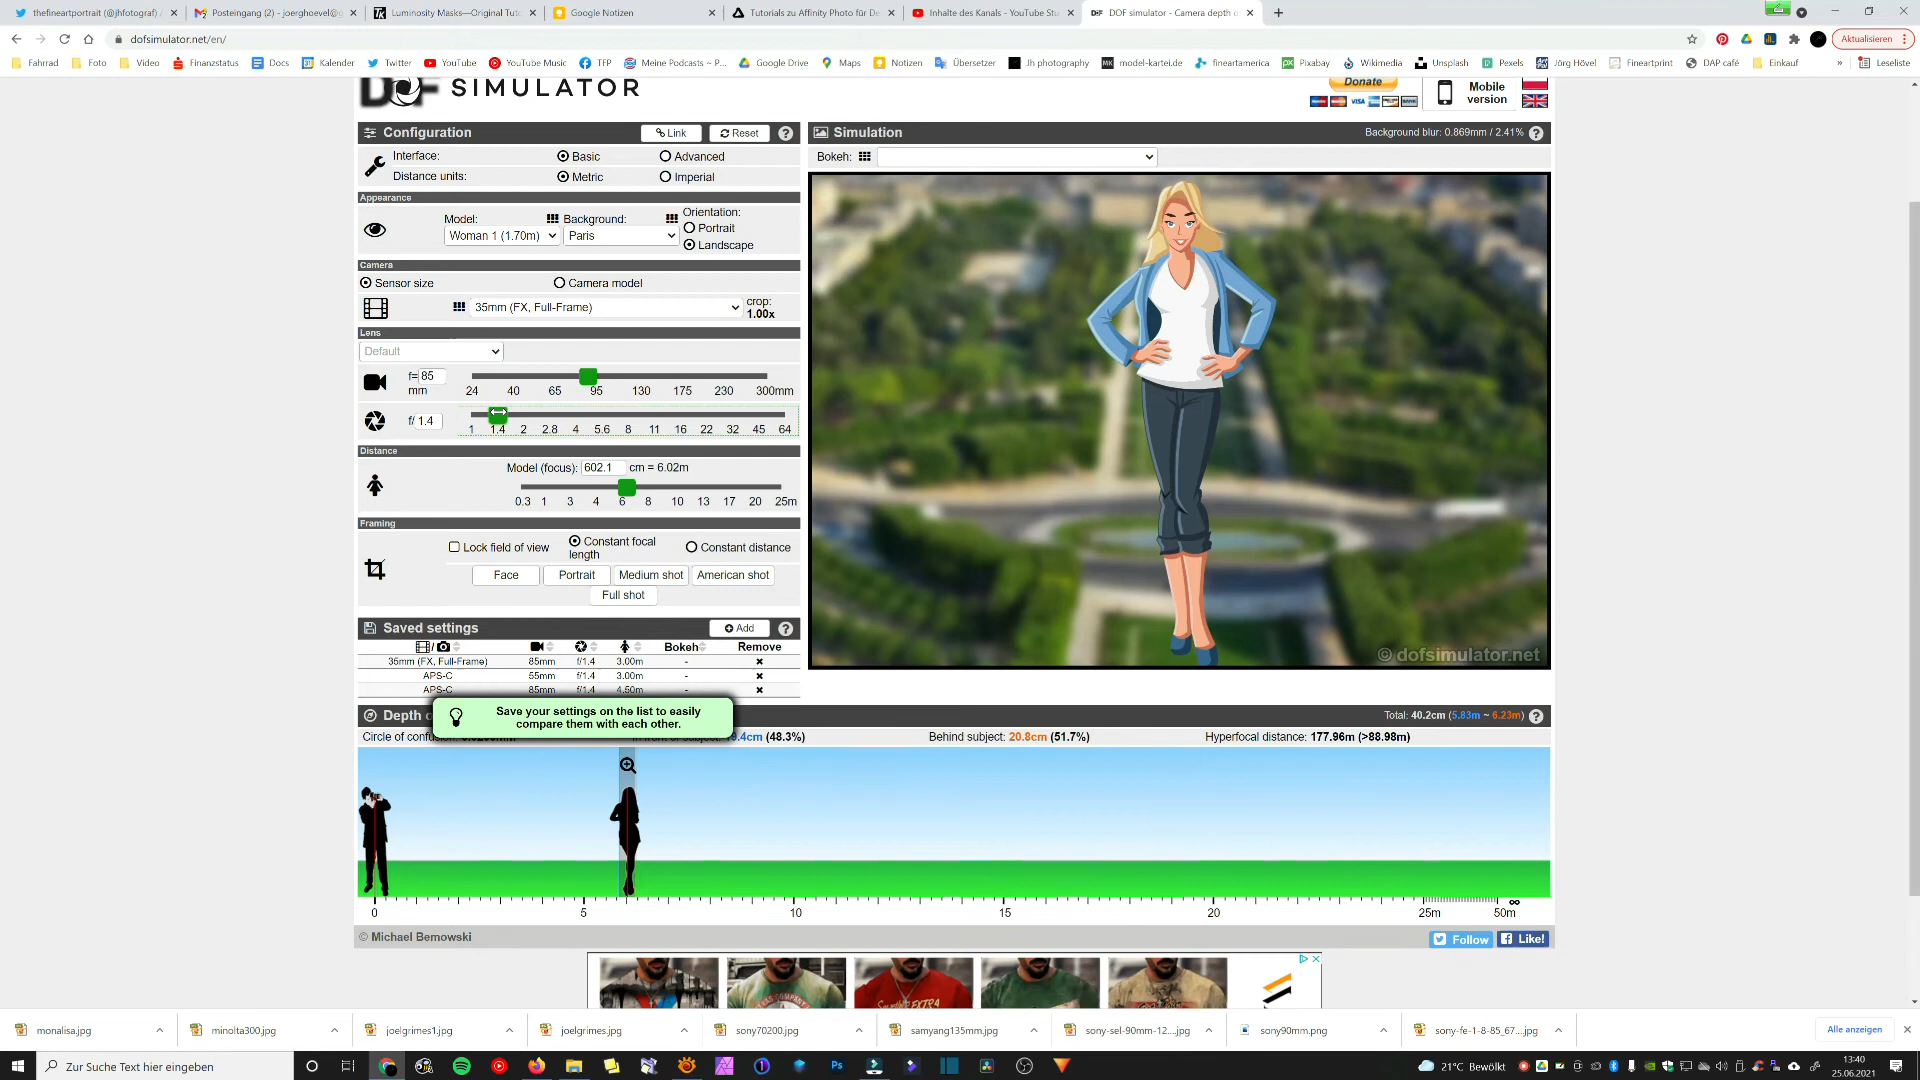 thefineartportrait (@jhfotograf) /
Posteingang (2) - joerghoevel@g
Luminosity Masks—Original Tuto
Google Notizen
Tutorials zu Affinity Photo für De
Inhalte des Kanals - YouTube Stu
DOF simulator - Camera depth o
dofsimulator.net/en/
Aktualisieren
Fahrrad
Foto
Video
Finanzstatus
Docs
Kalender
Twitter
YouTube
YouTube Music
TFP
Meine Podcasts ~ P...
Google Drive
Maps
Notizen
Übersetzer
Jh photography
model-kartei.de
fineartamerica
Pixabay
Wikimedia
Unsplash
Pexels
Jörg Hövel
Fineartprint
DAP café
Einkauf
»
Leseliste
DOF SIMULATOR
Donate
VISA
Mobile version
Configuration
Link
Reset
?
Interface:
Basic
Advanced
Distance units:
Metric
Imperial
Appearance
Model:
Background:
Orientation:
Woman 1 (1.70m)
Paris
Portrait
Landscape
Camera
Sensor size
Camera model
35mm (FX, Full-Frame)
crop:
1.00x
Lens
Default
f= 85
mm
24 40 65 95 130 175 230 300mm
f/ 1.4
1 1.4 2 2.8 4 5.6 8 11 16 22 32 45 64
Distance
Model (focus): 602.1 cm = 6.02m
0.3 1 3 4 6 8 10 13 17 20 25m
Framing
Lock field of view
Constant focal length
Constant distance
Face
Portrait
Medium shot
American shot
Full shot
Saved settings
Add
?
Bokeh
Remove
35mm (FX, Full-Frame) 85mm f/1.4 3.00m -
APS-C 55mm f/1.4 3.00m -
APS-C 85mm f/1.4 4.50m -
Simulation
Background blur: 0.869mm / 2.41%
?
Bokeh:
© dofsimulator.net
Depth o
Save your settings on the list to easily
compare them with each other.
Total: 40.2cm (5.83m ~ 6.23m)
?
Circle of confus
(48.3%)
Behind subject: 20.8cm (51.7%)
Hyperfocal distance: 177.96m (>88.98m)
0 5 10 15 20 25m 50m ∞
© Michael Bemowski
Follow
Like!
monalisa.jpg
minolta300.jpg
joelgrimes1.jpg
joelgrimes.jpg
sony70200.jpg
samyang135mm.jpg
sony-sel-90mm-12....jpg
sony90mm.png
sony-fe-1-8-85_67....jpg
Alle anzeigen
Zur Suche Text hier eingeben
Ps
21°C Bewölkt
13:40
25.06.2021